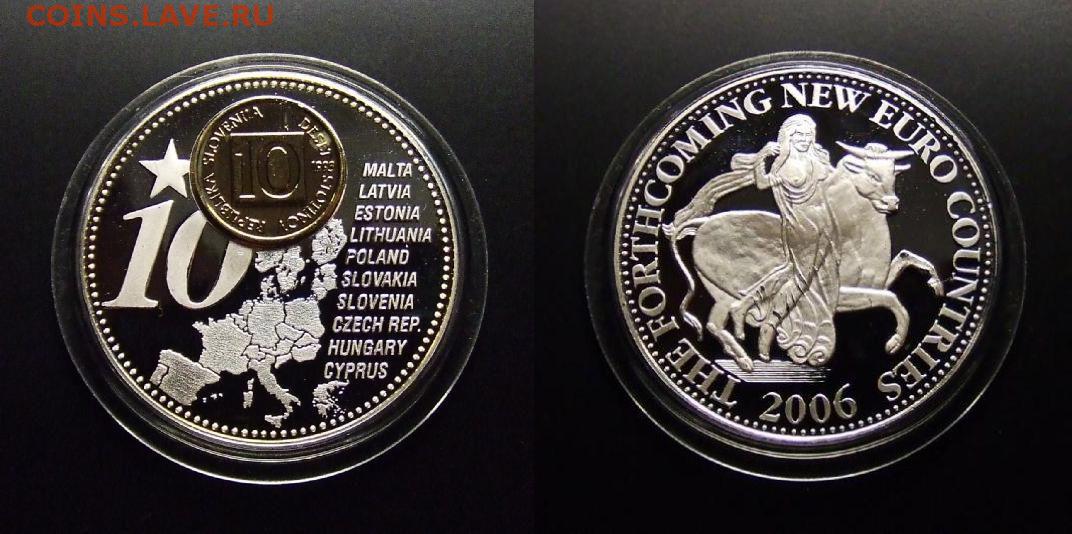 COINS.LAVE.RU
REPUBLIKA SLOVENIJA
10
10
MALTA
LATVIA
ESTONIA
LITHUANIA
POLAND
SLOVAKIA
SLOVENIA
CZECH REP.
HUNGARY
CYPRUS
THE FORTHCOMING NEW EURO COUNTRIES
2006